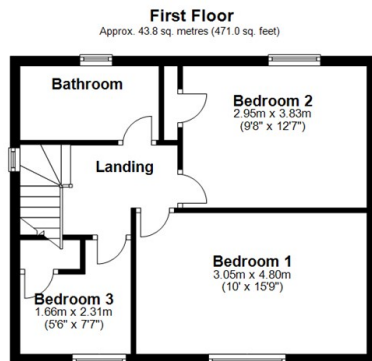 First Floor
Approx. 43.8 sq. metres (471.0 sq. feet)
Bathroom
Bedroom 2
2.95m x 3.83m
(9'8" x 12'7")
Landing
Bedroom 1
3.05m x 4.80m
(10' x 15'9")
Bedroom 3
1.66m x 2.31m
(5'6" x 7'7")